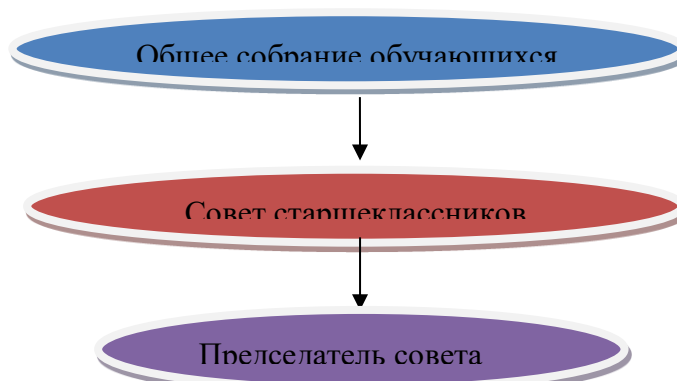 Общее собрание обучающихся
Совет старшеклассников
Председатель совета